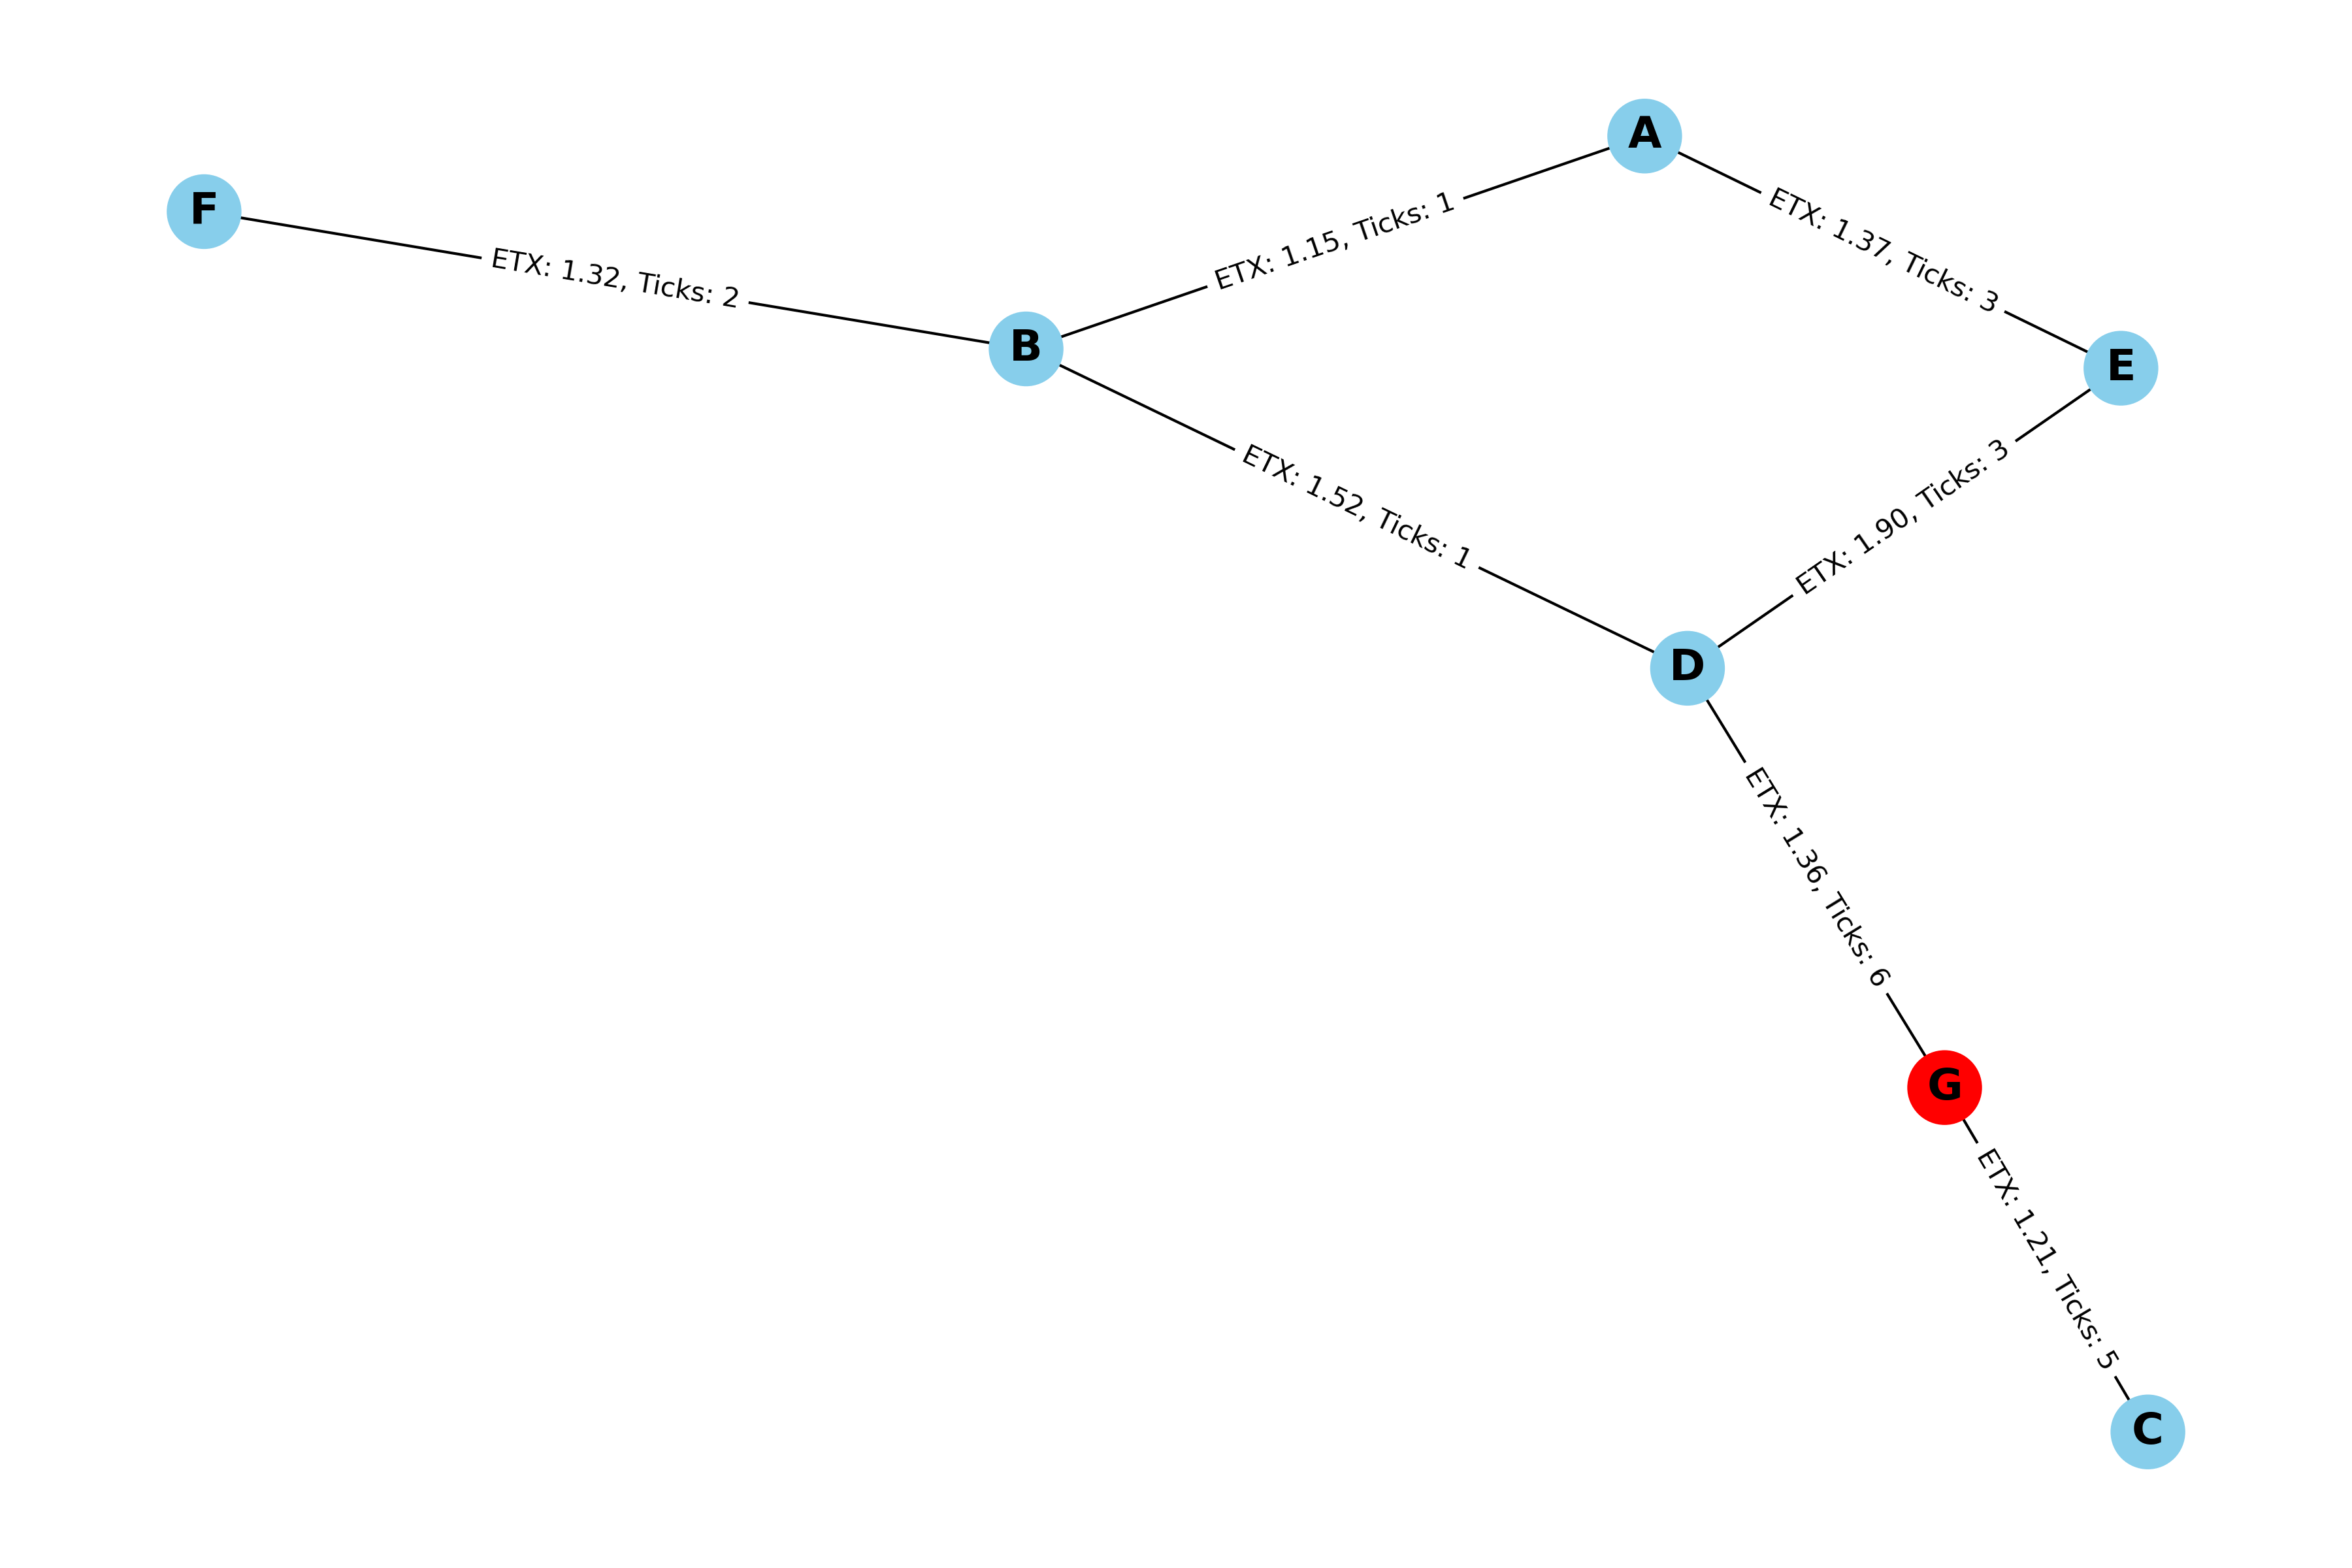 A
F
ETX: 1.37, Ticks: 3
ETX: 1.15, Ticks: 1
ETX: 1.32, Ticks: 2
B
E
ETX: 1.52, Ticks: 1
ETX: 1.90, Ticks: 3
D
ETX: 1.36, Ticks: 6
G
ETX: 1.21, Ticks: 5
C